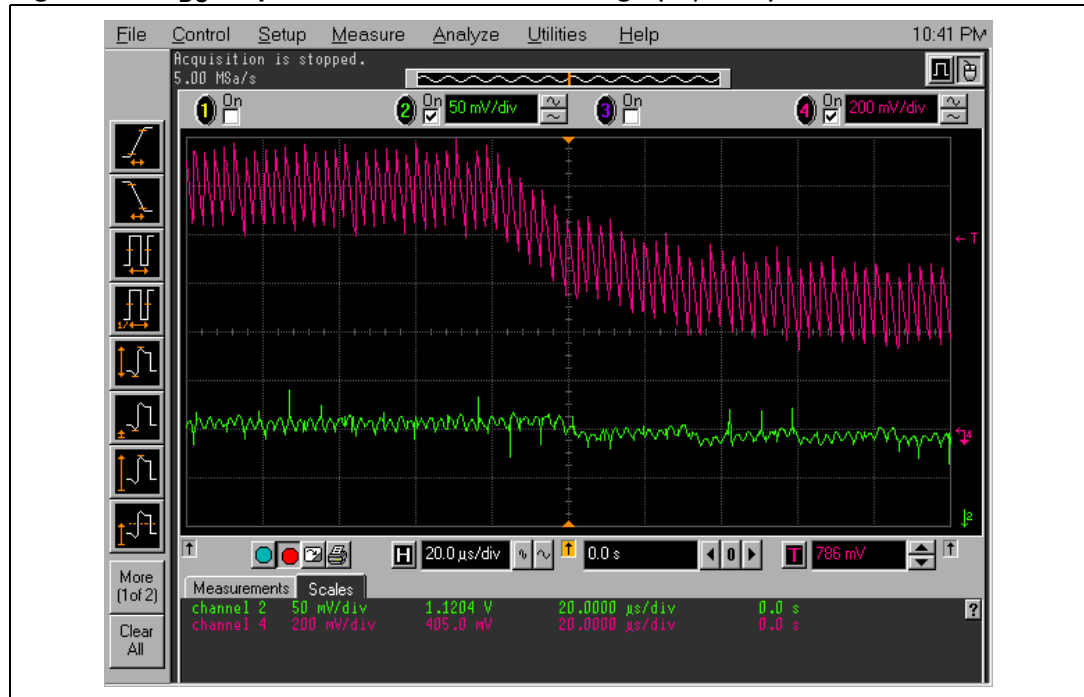 File Control Setup Measure Analyze Utilities Help 10:41 PM
Acquisition is stopped.
5.00 MSa/s
1 On 2 On 50 mV/div 3 On 4 On 200 mV/div
T
4
2
H 20.0 µs/div 0.0 s 0 T 786 mV
More
(1of 2)
Clear
All
Measurements Scales
channel 2 50 mV/div 1.1204 V 20.0000 µs/div 0.0 s
channel 4 200 mV/div 405.0 mV 20.0000 µs/div 0.0 s
?